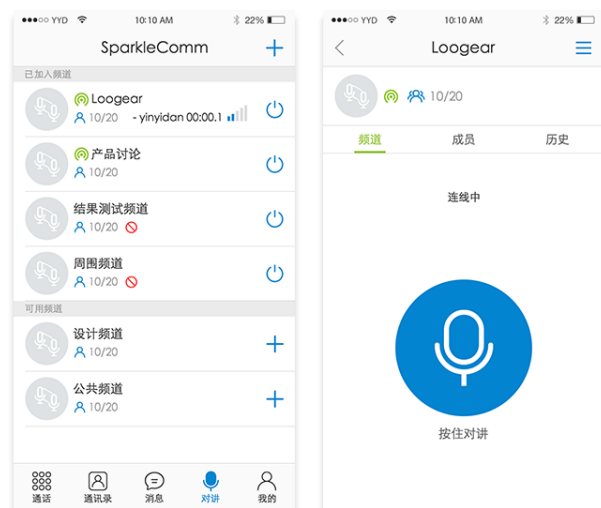 YYD 10:10 AM 22%
SparkleComm
已加入频道
Loogear
10/20 - yinyidan 00:00.1
产品讨论
10/20
结果测试频道
10/20
周围频道
10/20
可用频道
设计频道
10/20
公共频道
10/20
通话 通讯录 消息 对讲 我的
YYD 10:10 AM 22%
Loogear
10/20
频道 成员 历史
连线中
按住对讲